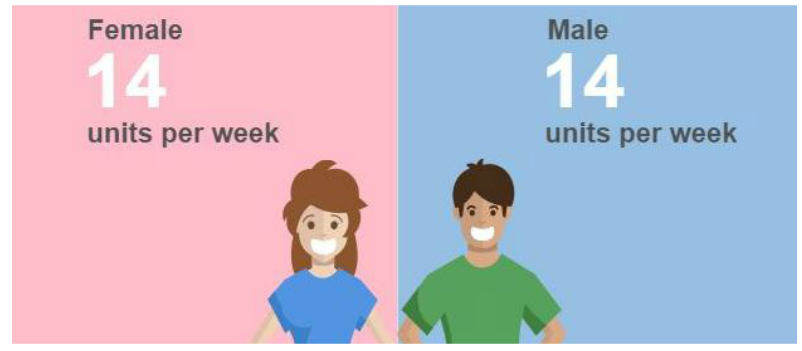 Female
14
units per week
Male
14
units per week